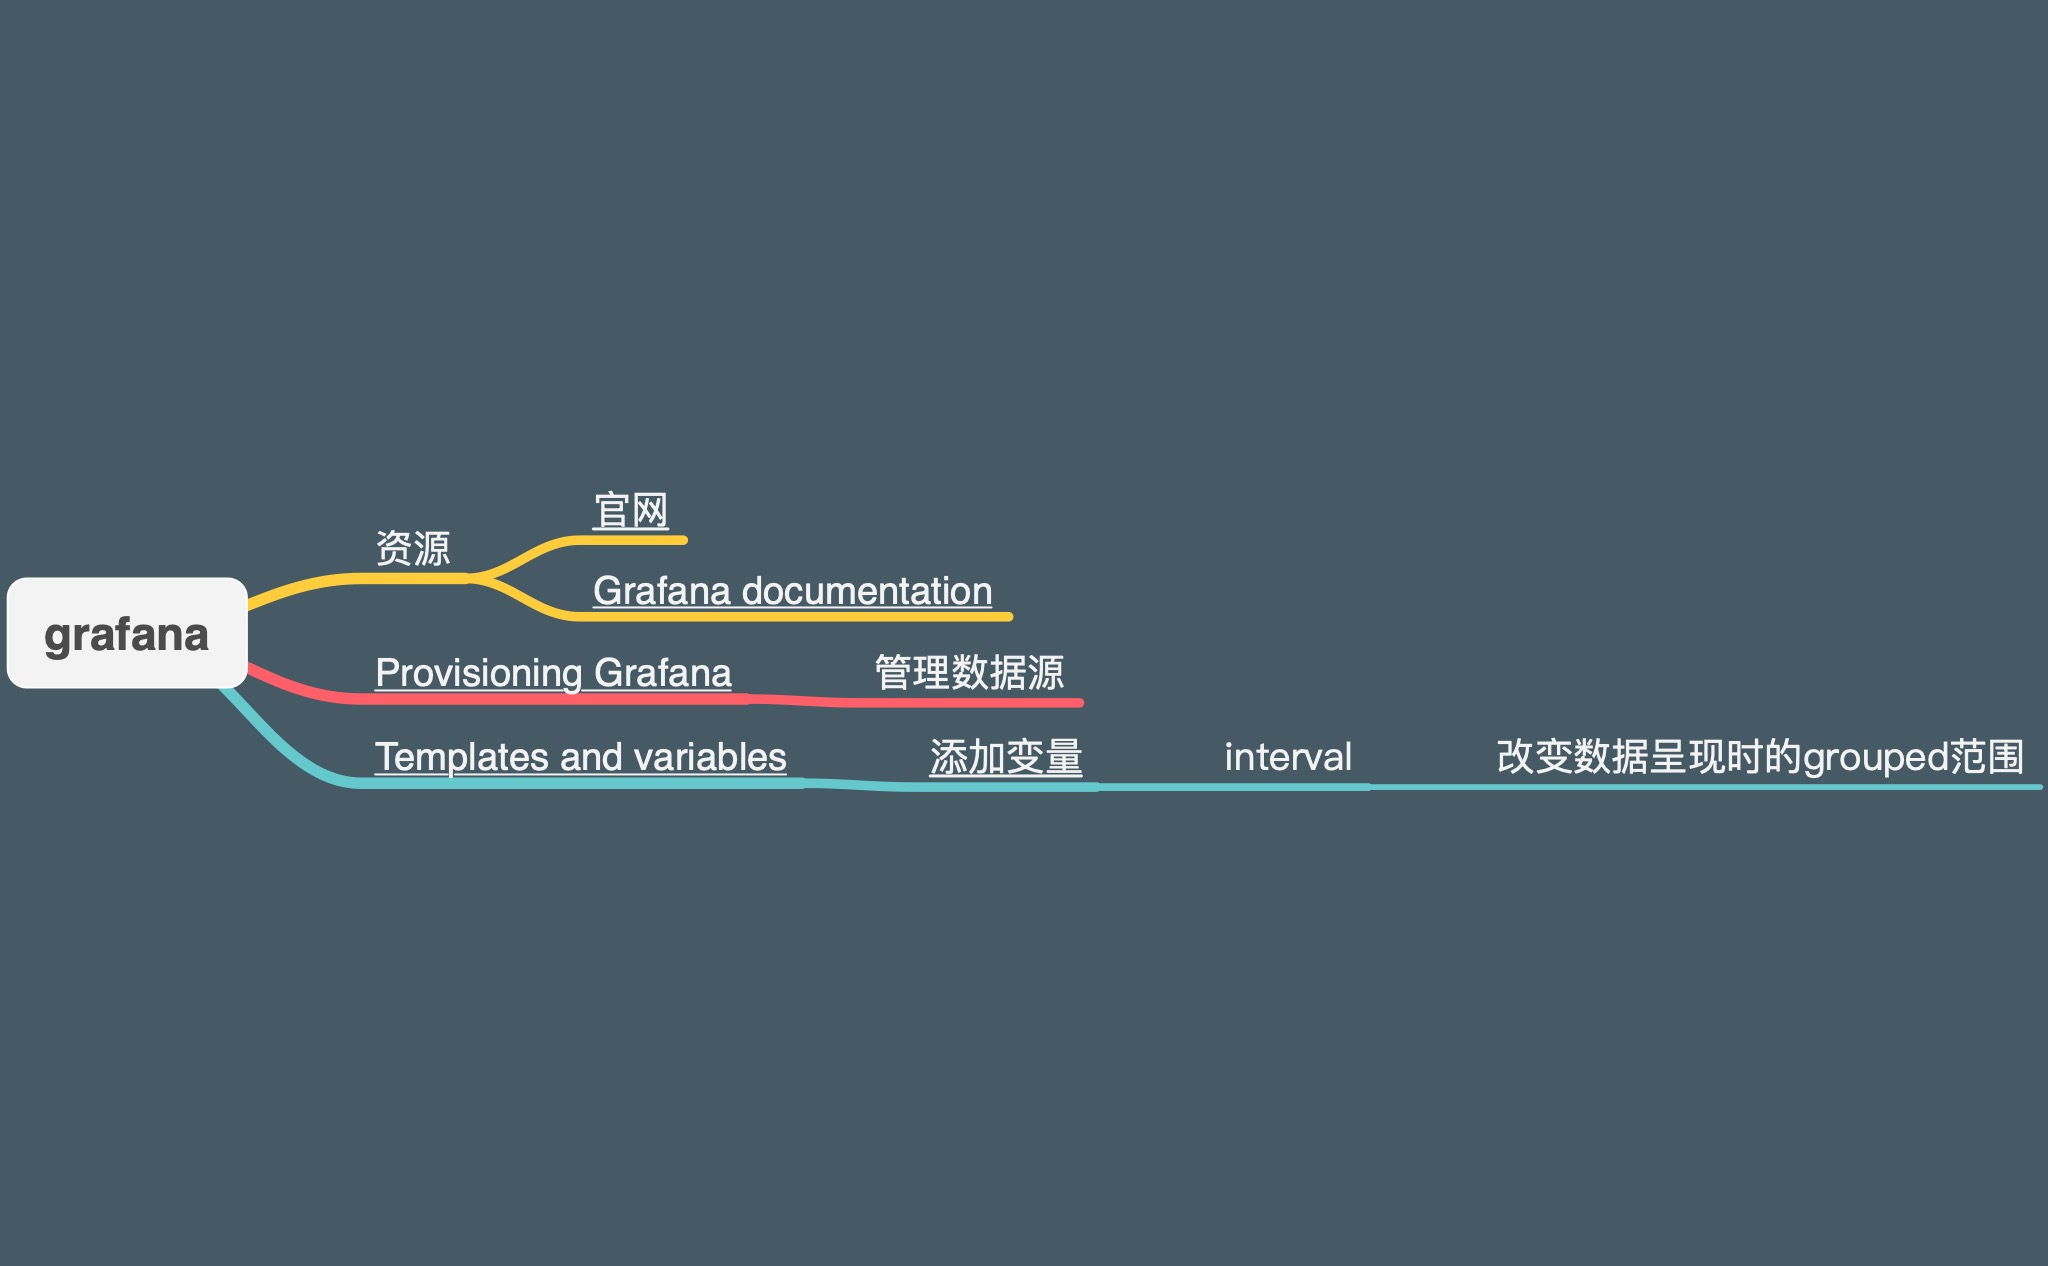 grafana
资源
官网
Grafana documentation
Provisioning Grafana
管理数据源
Templates and variables
添加变量
interval
改变数据呈现时的grouped范围